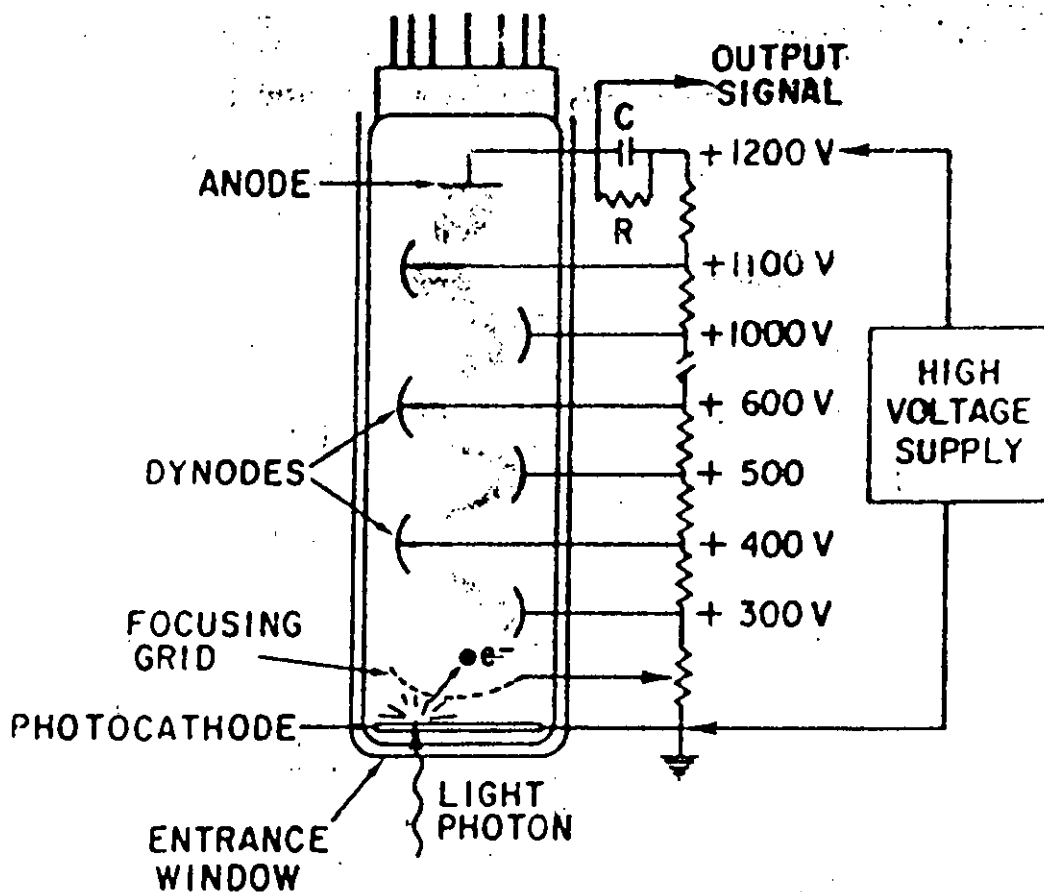 OUTPUT
SIGNAL
C
+1200 V
ANODE
R
+1100 V
+1000 V
HIGH
VOLTAGE
SUPPLY
+ 600 V
DYNODES
+ 500
+ 400 V
FOCUSING
GRID
+ 300 V
e-
PHOTOCATHODE
LIGHT
PHOTON
ENTRANCE
WINDOW